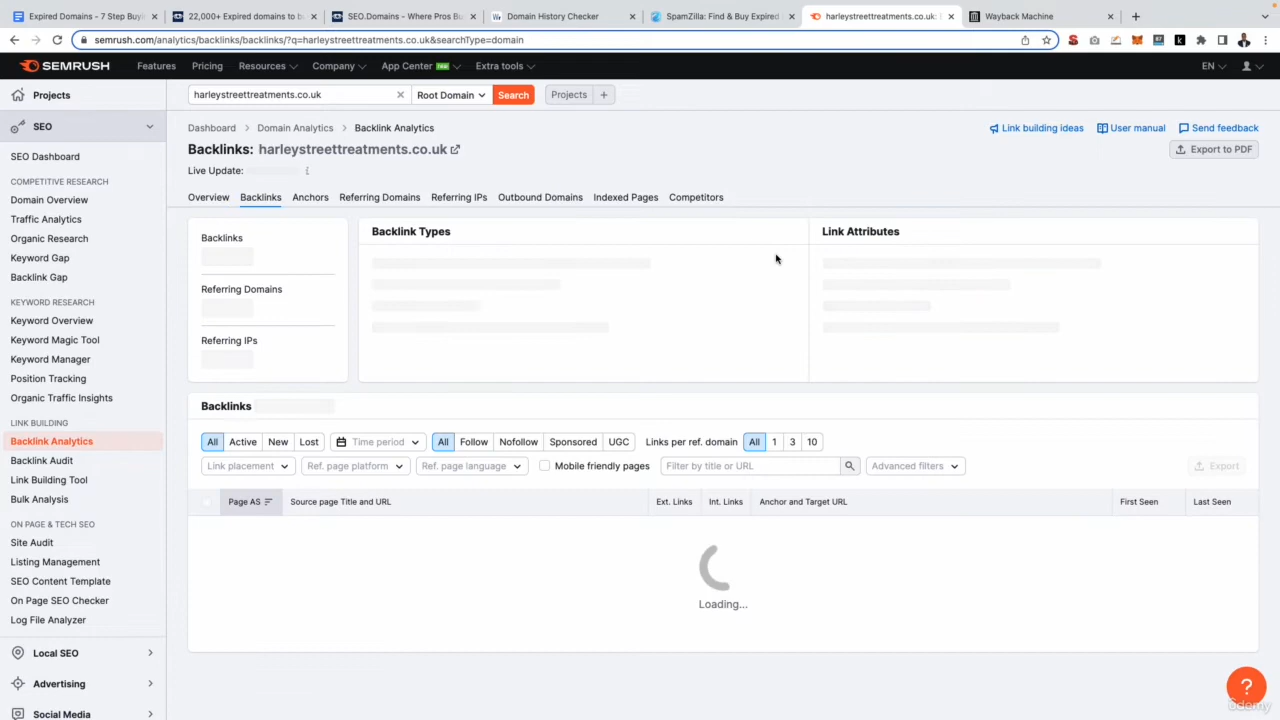 Expired Domains - 7 Step Buyi
22,000+ Expired domains to b
SEO.Domains - Where Pros Bu
Domain History Checker
SpamZilla: Find & Buy Expired
harleystreettreatments.co.uk:
Wayback Machine
semrush.com/analytics/backlinks/backlinks/?q=harleystreettreatments.co.uk&searchType=domain
SEMRUSH
Features
Pricing
Resources
Company
App Center new
Extra tools
EN
Projects
harleystreettreatments.co.uk
Root Domain
Search
Projects
SEO
Dashboard
Domain Analytics
Backlink Analytics
Link building ideas
User manual
Send feedback
Backlinks: harleystreettreatments.co.uk
Export to PDF
Live Update:
Overview
Backlinks
Anchors
Referring Domains
Referring IPs
Outbound Domains
Indexed Pages
Competitors
SEO Dashboard
COMPETITIVE RESEARCH
Domain Overview
Traffic Analytics
Organic Research
Keyword Gap
Backlink Gap
KEYWORD RESEARCH
Keyword Overview
Keyword Magic Tool
Keyword Manager
Position Tracking
Organic Traffic Insights
LINK BUILDING
Backlink Analytics
Backlink Audit
Link Building Tool
Bulk Analysis
ON PAGE & TECH SEO
Site Audit
Listing Management
SEO Content Template
On Page SEO Checker
Log File Analyzer
Local SEO
Advertising
Social Media
Backlinks
Referring Domains
Referring IPs
Backlink Types
Link Attributes
Backlinks
All
Active
New
Lost
Time period
All
Follow
Nofollow
Sponsored
UGC
Links per ref. domain
All
1
3
10
Link placement
Ref. page platform
Ref. page language
Mobile friendly pages
Filter by title or URL
Advanced filters
Export
Page AS
Source page Title and URL
Ext. Links
Int. Links
Anchor and Target URL
First Seen
Last Seen
Loading...
?
ûdemy